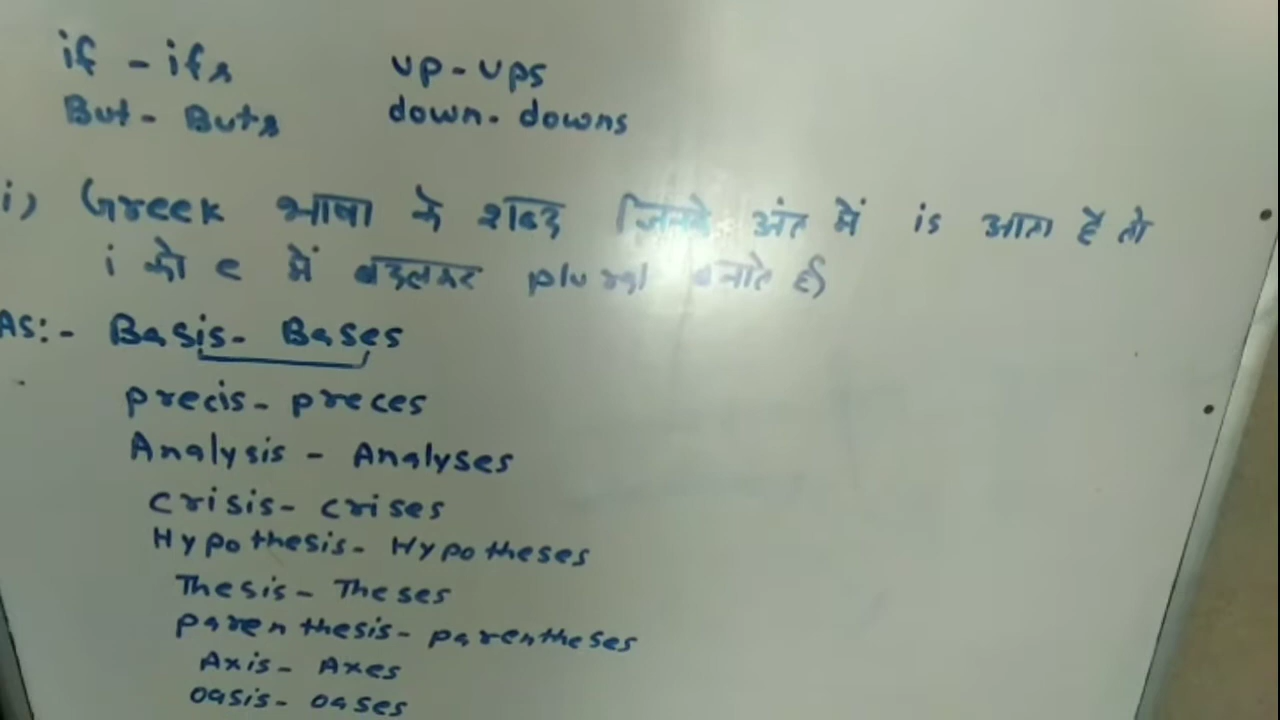 if - ifs up - ups
But - Buts down - downs
i) Greek भाषा के शब्द जिनके अंत में is आता है तो
i को e में बदलकर plural बनाते हैं
As:- Basis - Bases
precis - preces
Analysis - Analyses
crisis - crises
Hypothesis - Hypotheses
Thesis - Theses
parenthesis - parentheses
Axis - Axes
oasis - oases